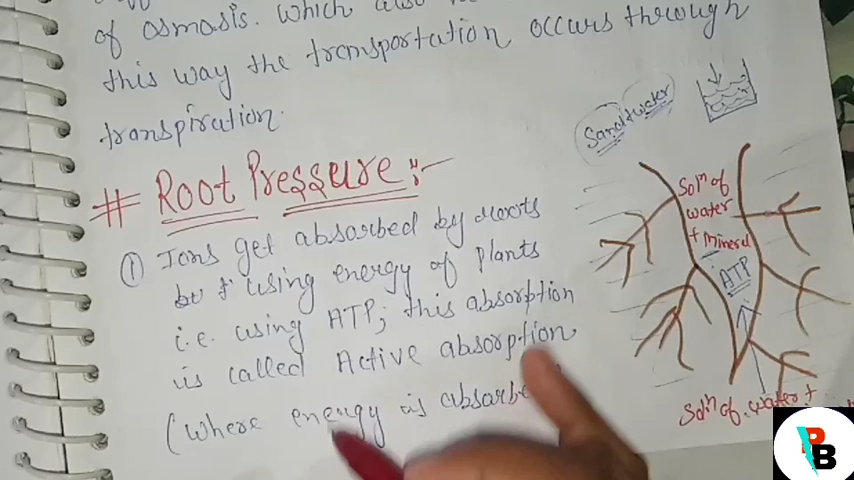 of osmosis. Which also
this way the transportation occurs through
transpiration.
# Root Pressure :-
① Ions get absorbed by roots
by using energy of plants
i.e. using ATP; this absorption
is called Active absorption
(where energy is absorbe
Sand + water
Solⁿ of
water
+ Mineral
ATP
Solⁿ of water +
PB